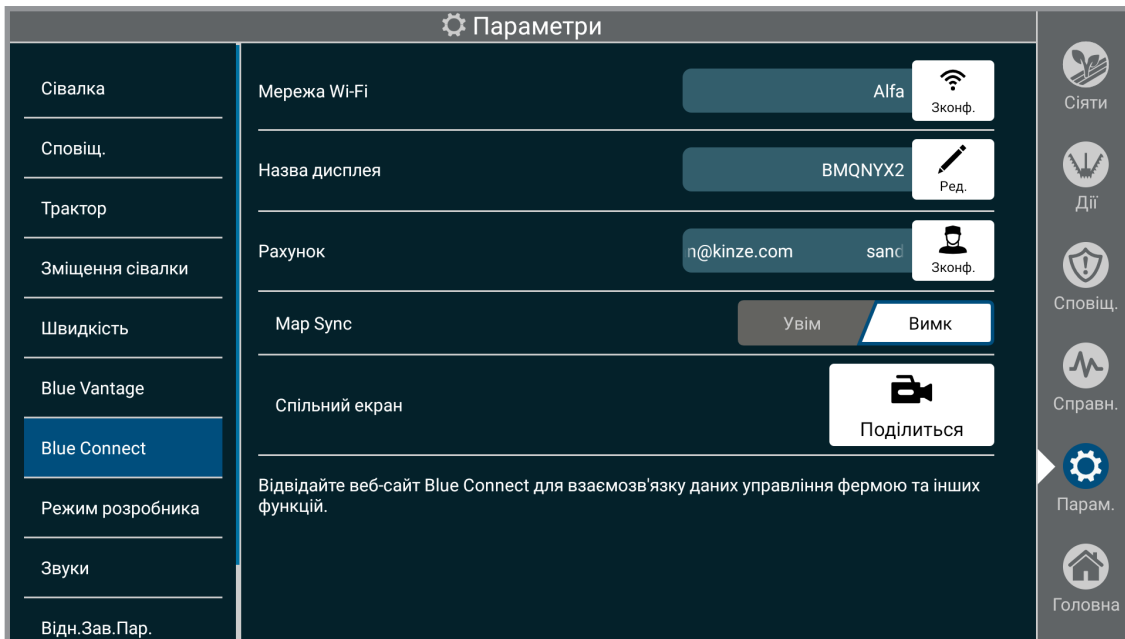 Параметри
Сівалка
Сповіщ.
Трактор
Зміщення сівалки
Швидкість
Blue Vantage
Blue Connect
Режим розробника
Звуки
Відн.Зав.Пар.
Мережа Wi-Fi
Alfa
Зконф.
Назва дисплея
BMQNYX2
Ред.
Рахунок
n@kinze.com sand
Зконф.
Map Sync
Увім
Вимк
Спільний екран
Поділиться
Відвідайте веб-сайт Blue Connect для взаємозв'язку даних управління фермою та інших
функцій.
Сіяти
Дії
Сповіщ.
Справн.
Парам.
Головна